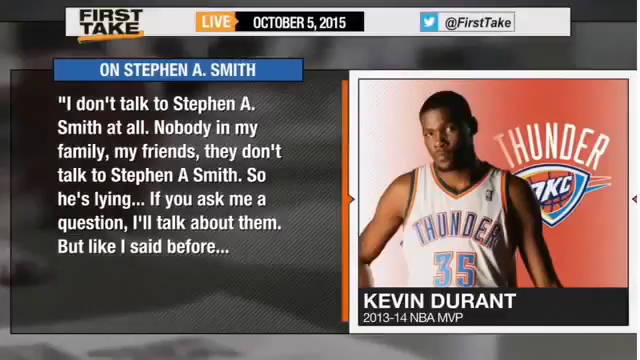 FIRST
TAKE
LIVE OCTOBER 5, 2015
@FirstTake
ON STEPHEN A. SMITH
"I don't talk to Stephen A.
Smith at all. Nobody in my
family, my friends, they don't
talk to Stephen A Smith. So
he's lying... If you ask me a
question, I'll talk about them.
But like I said before...
THUNDER
OKC
THUNDER
35
KEVIN DURANT
2013-14 NBA MVP